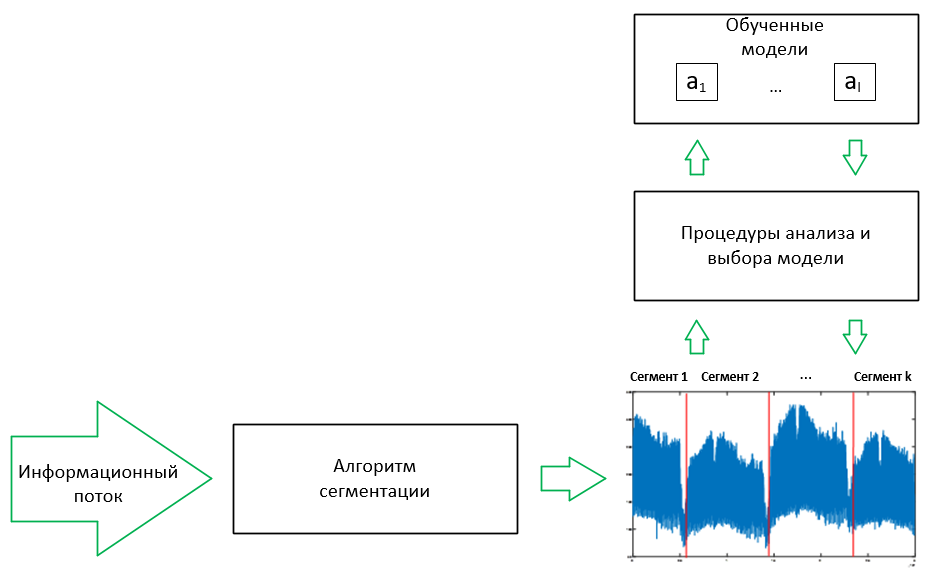 Обученные
модели
a1 ... al
Процедуры анализа и
выбора модели
Сегмент 1 Сегмент 2 ... Сегмент k
Информационный
поток
Алгоритм
сегментации